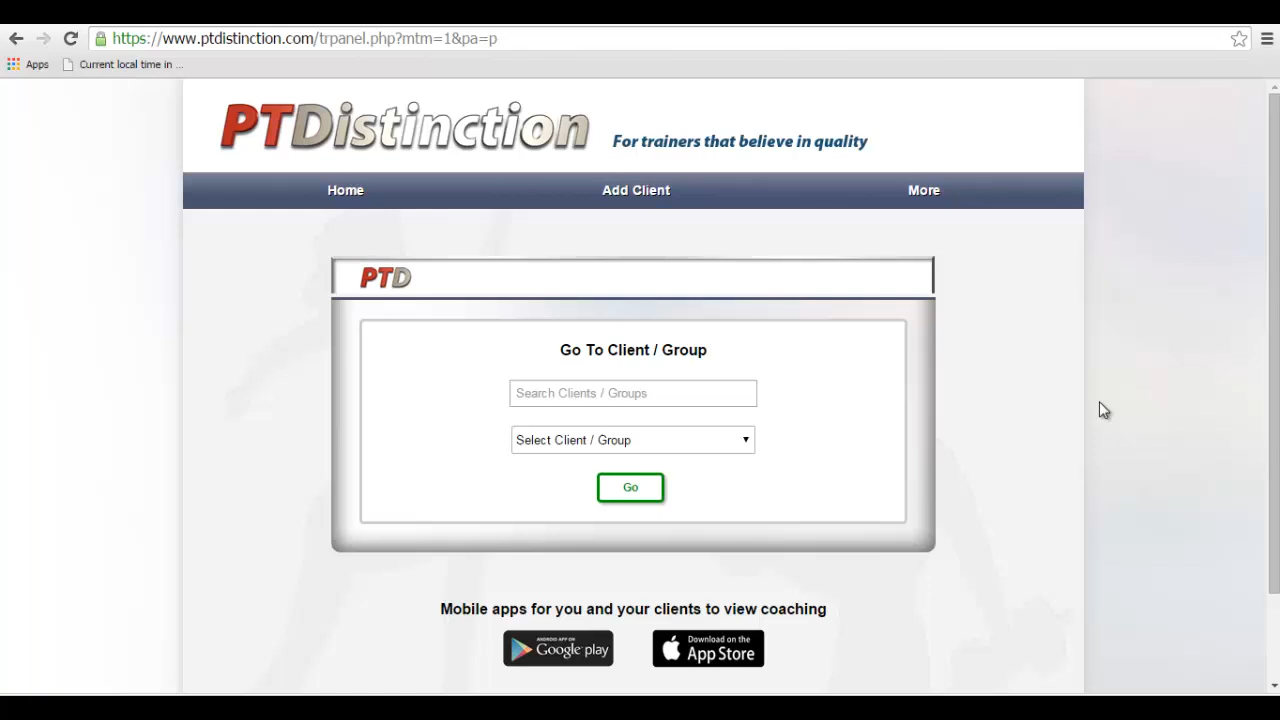 https://www.ptdistinction.com/trpanel.php?mtm=1&pa=p
Apps Current local time in ...
PTDistinction For trainers that believe in quality
Home Add Client More
PTD
Go To Client / Group
Search Clients / Groups
Select Client / Group
Go
Mobile apps for you and your clients to view coaching
ANDROID APP ON
Google play
Download on the
App Store